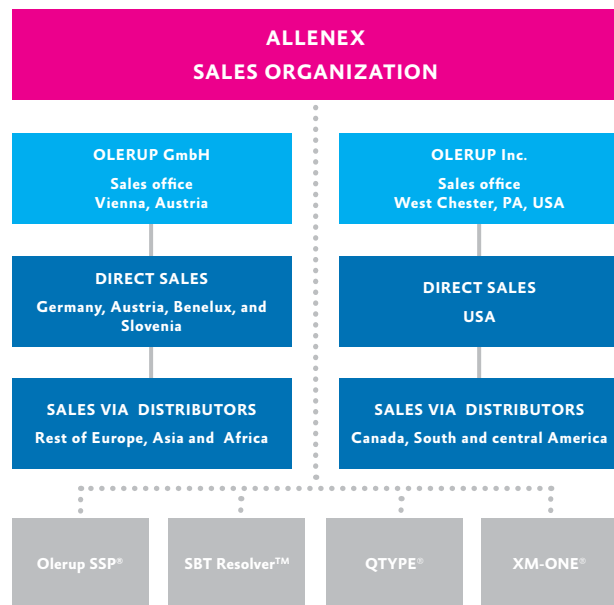 ALLENEX
SALES ORGANIZATION
OLERUP GmbH
Sales office
Vienna, Austria
OLERUP Inc.
Sales office
West Chester, PA, USA
DIRECT SALES
Germany, Austria, Benelux, and
Slovenia
DIRECT SALES
USA
SALES VIA DISTRIBUTORS
Rest of Europe, Asia and Africa
SALES VIA DISTRIBUTORS
Canada, South and central America
Olerup SSP®
SBT Resolver™
QTYPE®
XM-ONE®